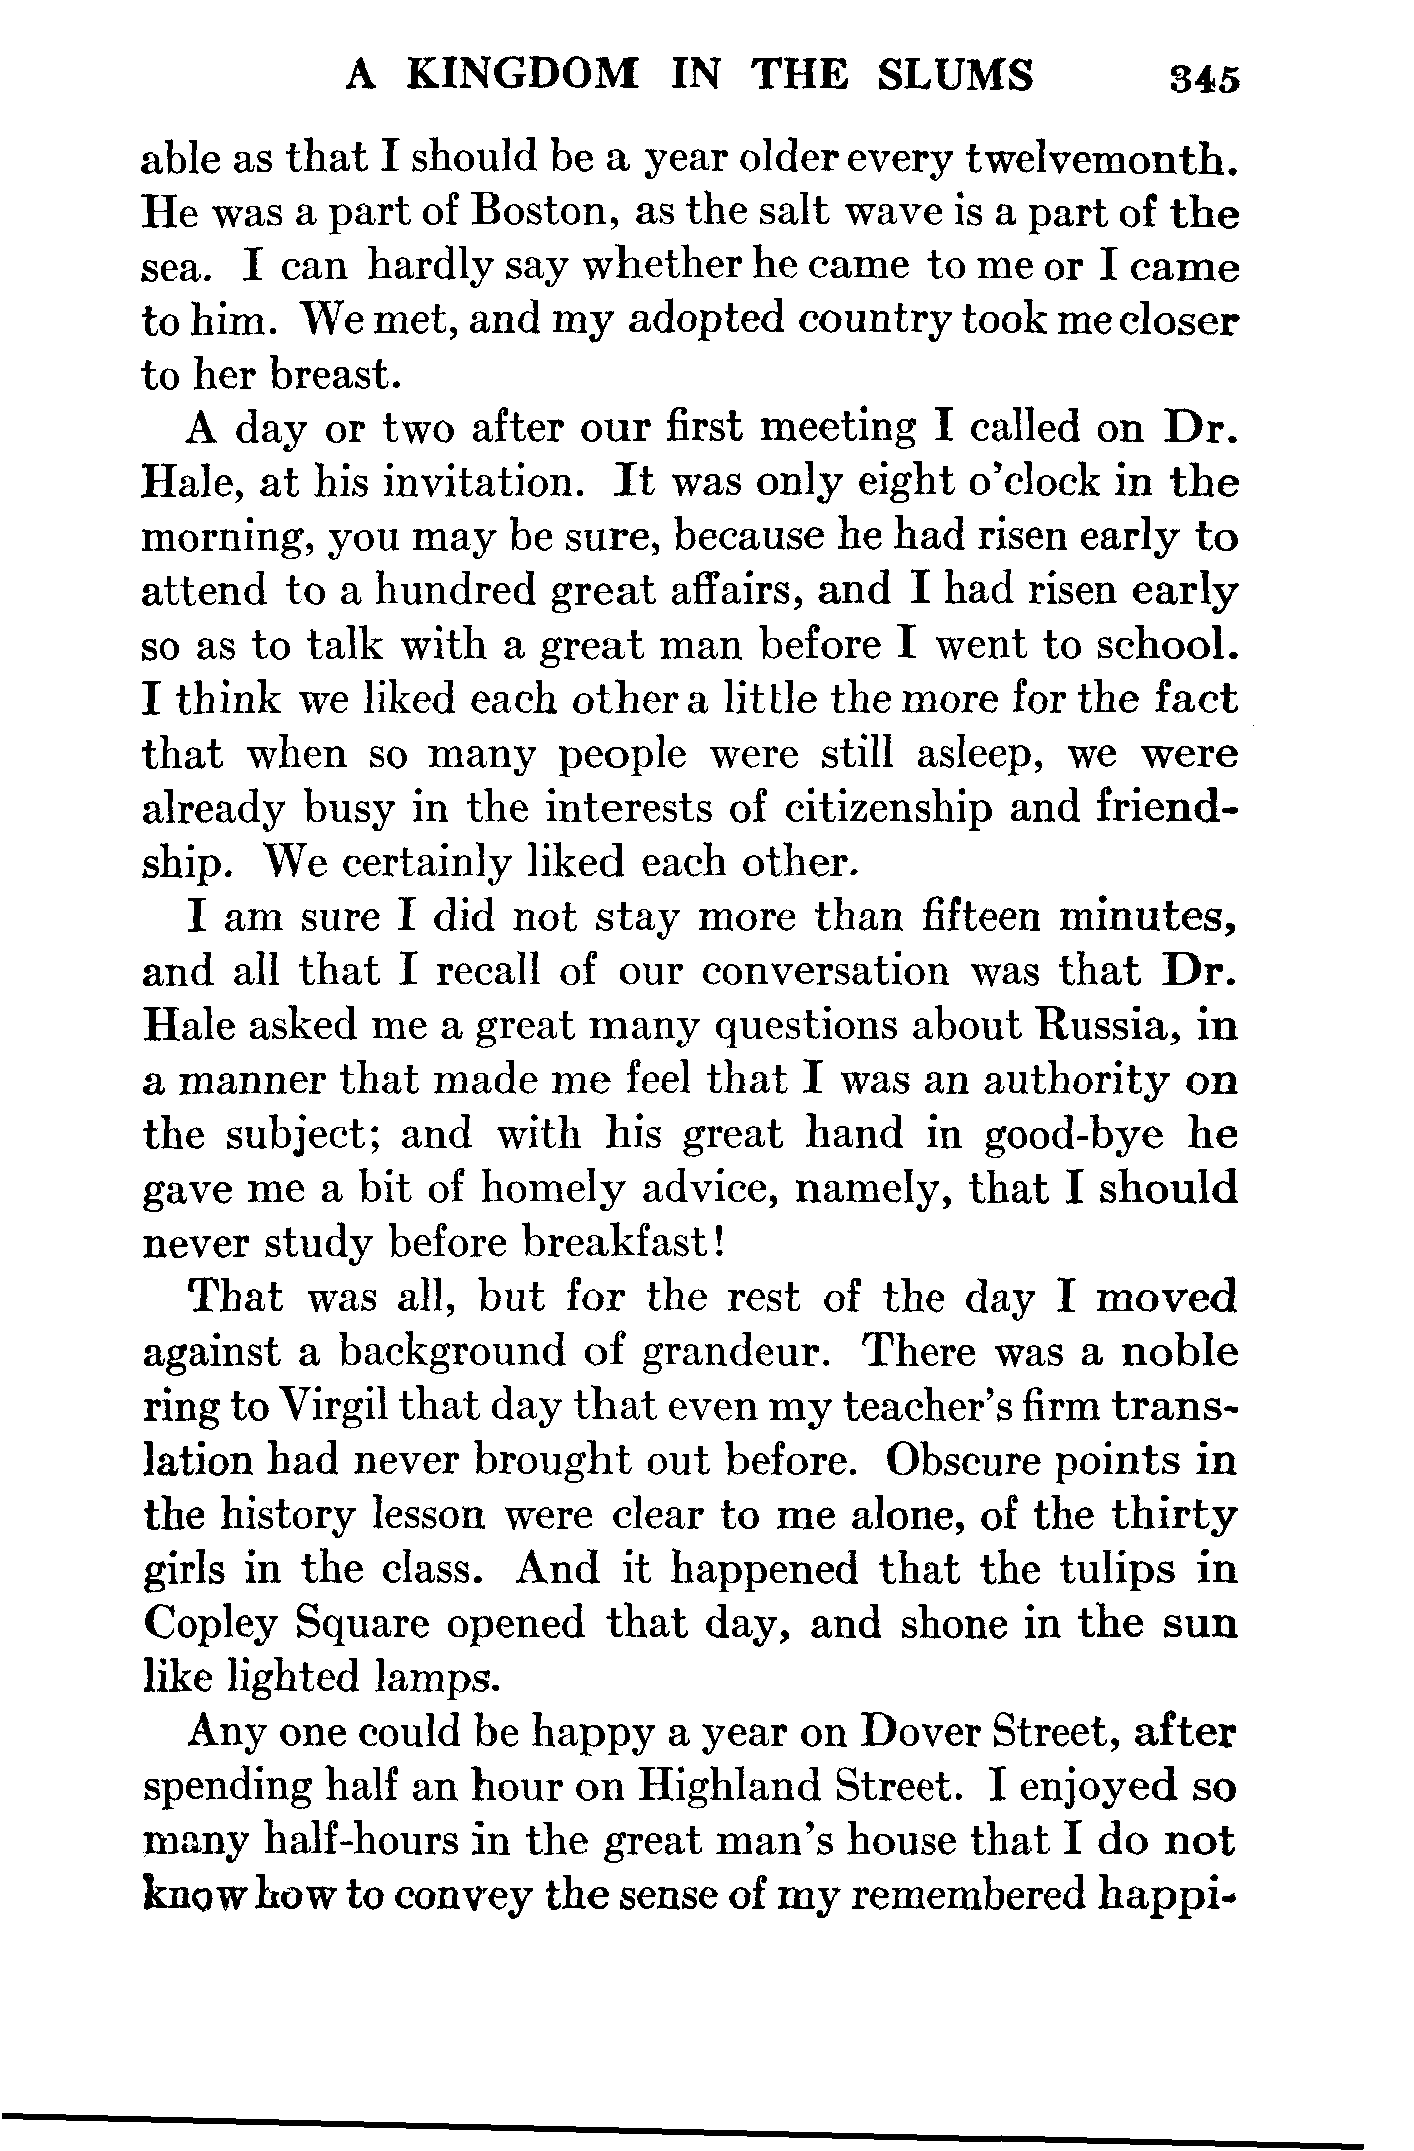 A KINGDOM IN THE SLUMS 345
able as that I should be a year older every twelvemonth.
He was a part of Boston, as the salt wave is a part of the
sea. I can hardly say whether he came to me or I came
to him. We met, and my adopted country took me closer
to her breast.
A day or two after our first meeting I called on Dr.
Hale, at his invitation. It was only eight o'clock in the
morning, you may be sure, because he had risen early to
attend to a hundred great affairs, and I had risen early
so as to talk with a great man before I went to school.
I think we liked each other a little the more for the fact
that when so many people were still asleep, we were
already busy in the interests of citizenship and friend-
ship. We certainly liked each other.
I am sure I did not stay more than fifteen minutes,
and all that I recall of our conversation was that Dr.
Hale asked me a great many questions about Russia, in
a manner that made me feel that I was an authority on
the subject; and with his great hand in good-bye he
gave me a bit of homely advice, namely, that I should
never study before breakfast!
That was all, but for the rest of the day I moved
against a background of grandeur. There was a noble
ring to Virgil that day that even my teacher's firm trans-
lation had never brought out before. Obscure points in
the history lesson were clear to me alone, of the thirty
girls in the class. And it happened that the tulips in
Copley Square opened that day, and shone in the sun
like lighted lamps.
Any one could be happy a year on Dover Street, after
spending half an hour on Highland Street. I enjoyed so
many half-hours in the great man's house that I do not
know how to convey the sense of my remembered happi-